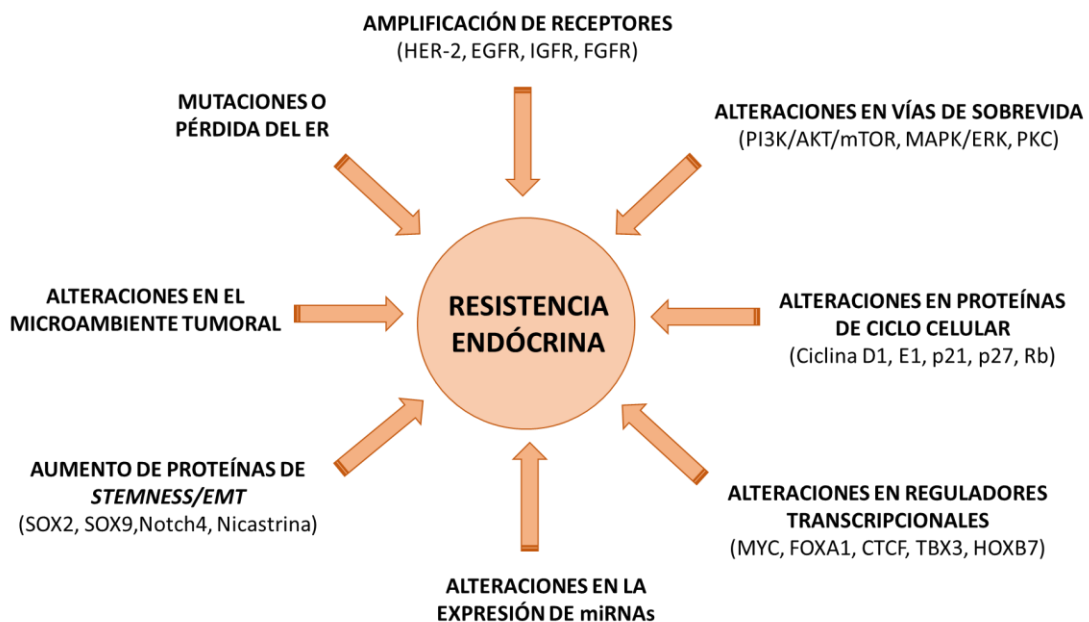 AMPLIFICACIÓN DE RECEPTORES
(HER-2, EGFR, IGFR, FGFR)
MUTACIONES O
PÉRDIDA DEL ER
ALTERACIONES EN VÍAS DE SOBREVIDA
(PI3K/AKT/mTOR, MAPK/ERK, PKC)
ALTERACIONES EN EL
MICROAMBIENTE TUMORAL
RESISTENCIA
ENDÓCRINA
ALTERACIONES EN PROTEÍNAS
DE CICLO CELULAR
(Ciclina D1, E1, p21, p27, Rb)
AUMENTO DE PROTEÍNAS DE
STEMNESS/EMT
(SOX2, SOX9,Notch4, Nicastrina)
ALTERACIONES EN REGULADORES
TRANSCRIPCIONALES
(MYC, FOXA1, CTCF, TBX3, HOXB7)
ALTERACIONES EN LA
EXPRESIÓN DE miRNAs